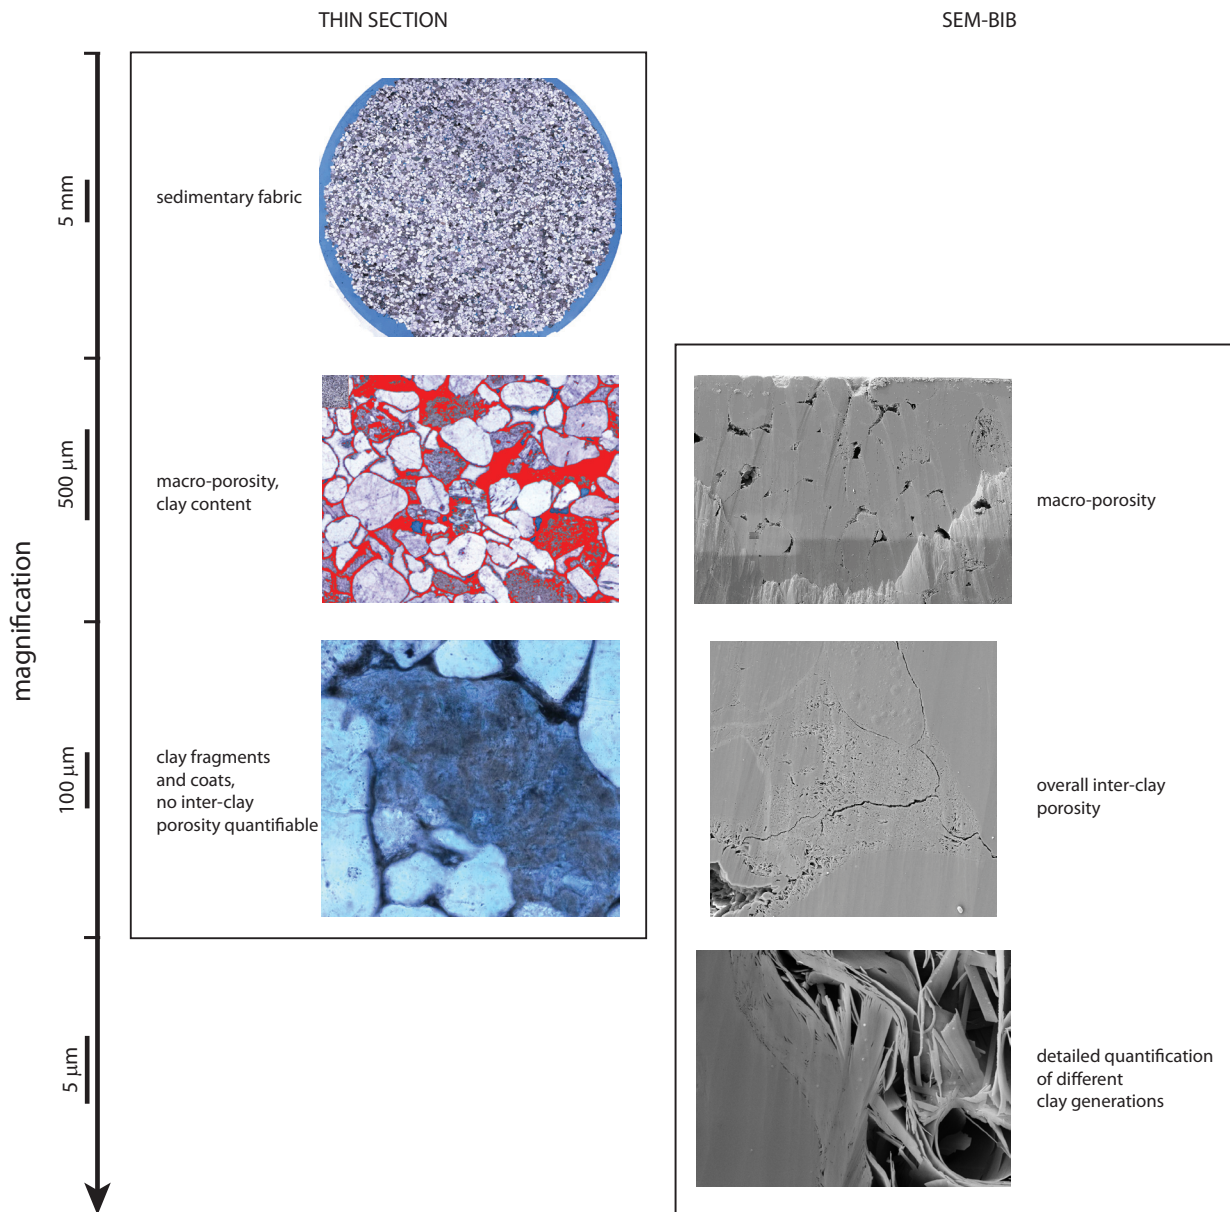 THIN SECTION
SEM-BIB
magnification
5 mm
500 µm
100 µm
5 µm
sedimentary fabric
macro-porosity,
clay content
clay fragments
and coats,
no inter-clay
porosity quantifiable
macro-porosity
overall inter-clay
porosity
detailed quantification
of different
clay generations